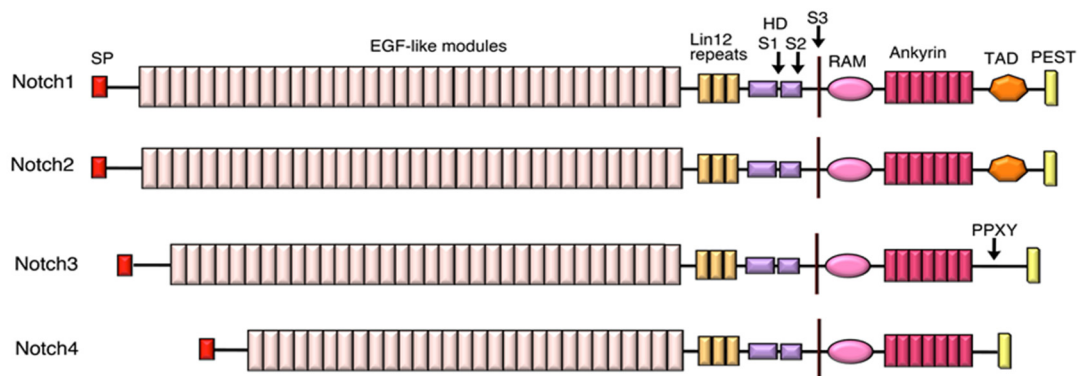 S3
HD
Lin12
repeats
S1 S2
EGF-like modules
SP
RAM
Ankyrin
TAD
PEST
Notch1
Notch2
PPXY
Notch3
Notch4